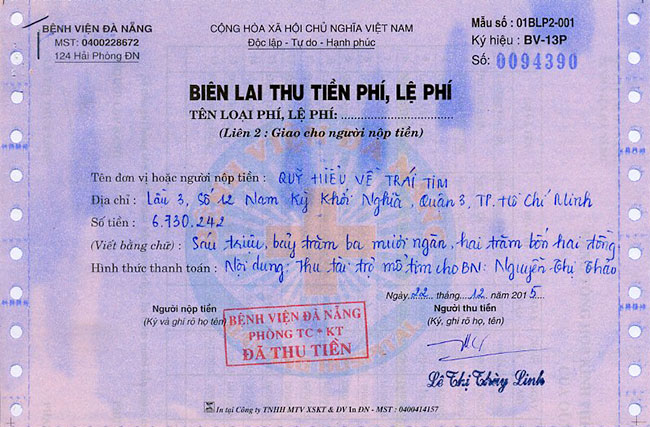 BỆNH VIỆN ĐÀ NẴNG
MST: 0400228672
124 Hải Phòng ĐN
CỘNG HÒA XÃ HỘI CHỦ NGHĨA VIỆT NAM
Độc lập - Tự do - Hạnh phúc
Mẫu số : 01BLP2-001
Ký hiệu : BV-13P
Số: 0094390
BIÊN LAI THU TIỀN PHÍ, LỆ PHÍ
TÊN LOẠI PHÍ, LỆ PHÍ: ..................................
(Liên 2 : Giao cho người nộp tiền)
Tên đơn vị hoặc người nộp tiền : QUỸ HIỂU VỀ TRÁI TIM
Địa chỉ : Lầu 3, Số 12 Nam Kỳ Khởi Nghĩa, Quận 3, TP. Hồ Chí Minh
Số tiền : 6.730.242
(Viết bằng chữ) : Sáu triệu, bảy trăm ba mươi ngàn, hai trăm bốn hai đồng
Hình thức thanh toán : Nội dung: Thu tài trợ mổ tim cho BN: Nguyễn Thị Thảo
Ngày 22 tháng 12 năm 2015
Người nộp tiền
(Ký và ghi rõ họ tên)
Người thu tiền
(Ký, ghi rõ họ, tên)
BỆNH VIỆN ĐÀ NẴNG
PHÒNG TC * KT
ĐÃ THU TIỀN
Lê Thị Thùy Linh
In tại Công ty TNHH MTV XSKT & DV In ĐN - MST : 0400414157